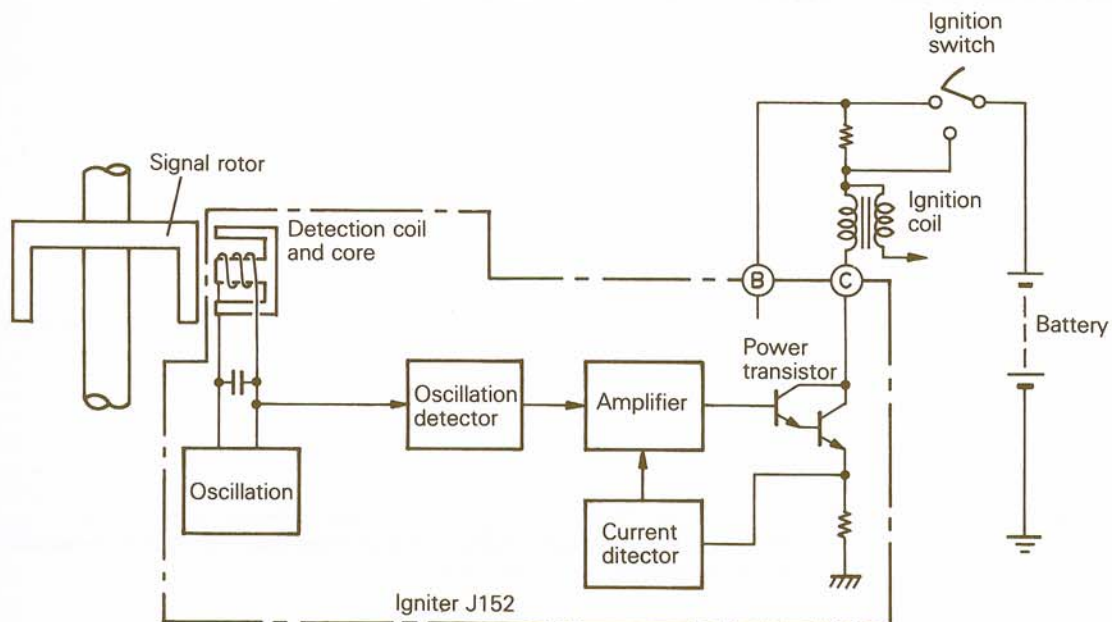 Ignition
switch
Signal rotor
Detection coil
and core
Ignition
coil
B
C
Battery
Power
transistor
Oscillation
detector
Amplifier
Oscillation
Current
ditector
Igniter J152